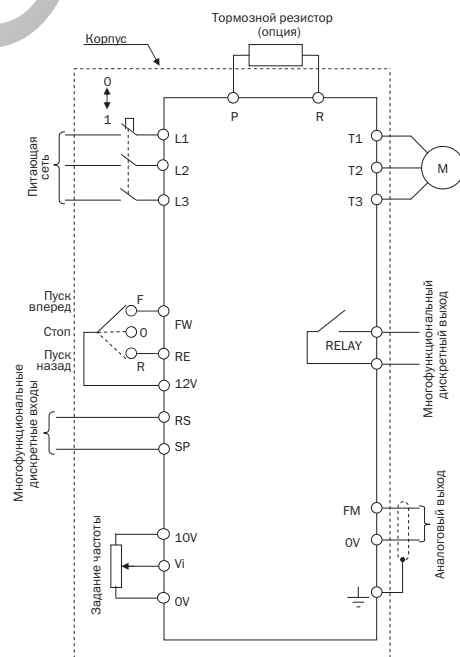 Тормозной резистор
(опция)
Корпус
P
R
0
1
Питающая
сеть
L1
L2
L3
T1
T2
T3
M
Пуск
вперед
Стоп
Пуск
назад
F
0
R
FW
RE
12V
RELAY
Многофункциональный
дискретный выход
Многофункциональные
дискретные входы
RS
SP
Задание частоты
10V
Vi
0V
FM
0V
Аналоговый выход